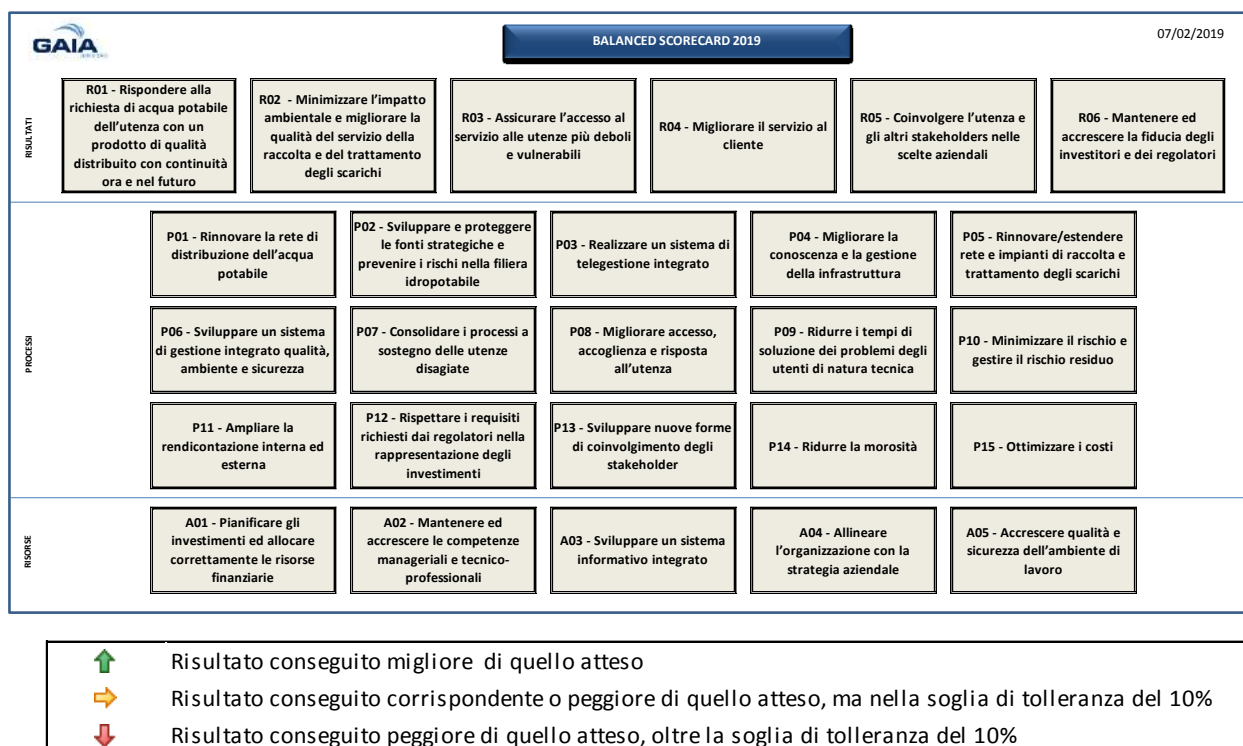 GAIA
BALANCED SCORECARD 2019
07/02/2019
RISULTATI
R01 - Rispondere alla
richiesta di acqua potabile
dell'utenza con un
prodotto di qualità
distribuito con continuità
ora e nel futuro
R02 - Minimizzare l'impatto
ambientale e migliorare la
qualità del servizio della
raccolta e del trattamento
degli scarichi
R03 - Assicurare l'accesso al
servizio alle utenze più deboli
e vulnerabili
R04 - Migliorare il servizio al
cliente
R05 - Coinvolgere l'utenza e
gli altri stakeholders nelle
scelte aziendali
R06 - Mantenere ed
accrescere la fiducia degli
investitori e dei regolatori
PROCESSI
P01 - Rinnovare la rete di
distribuzione dell'acqua
potabile
P02 - Sviluppare e proteggere
le fonti strategiche e
prevenire i rischi nella filiera
idropotabile
P03 - Realizzare un sistema di
telegestione integrato
P04 - Migliorare la
conoscenza e la gestione
della infrastruttura
P05 - Rinnovare/estendere
rete e impianti di raccolta e
trattamento degli scarichi
P06 - Sviluppare un sistema
di gestione integrato qualità,
ambiente e sicurezza
P07 - Consolidare i processi a
sostegno delle utenze
disagiate
P08 - Migliorare accesso,
accoglienza e risposta
all'utenza
P09 - Ridurre i tempi di
soluzione dei problemi degli
utenti di natura tecnica
P10 - Minimizzare il rischio e
gestire il rischio residuo
P11 - Ampliare la
rendicontazione interna ed
esterna
P12 - Rispettare i requisiti
richiesti dai regolatori nella
rappresentazione degli
investimenti
P13 - Sviluppare nuove forme
di coinvolgimento degli
stakeholder
P14 - Ridurre la morosità
P15 - Ottimizzare i costi
RISORSE
A01 - Pianificare gli
investimenti ed allocare
correttamente le risorse
finanziarie
A02 - Mantenere ed
accrescere le competenze
manageriali e tecnico-
professionali
A03 - Sviluppare un sistema
informativo integrato
A04 - Allineare
l'organizzazione con la
strategia aziendale
A05 - Accrescere qualità e
sicurezza dell'ambiente di
lavoro
Risultato conseguito migliore di quello atteso
Risultato conseguito corrispondente o peggiore di quello atteso, ma nella soglia di tolleranza del 10%
Risultato conseguito peggiore di quello atteso, oltre la soglia di tolleranza del 10%